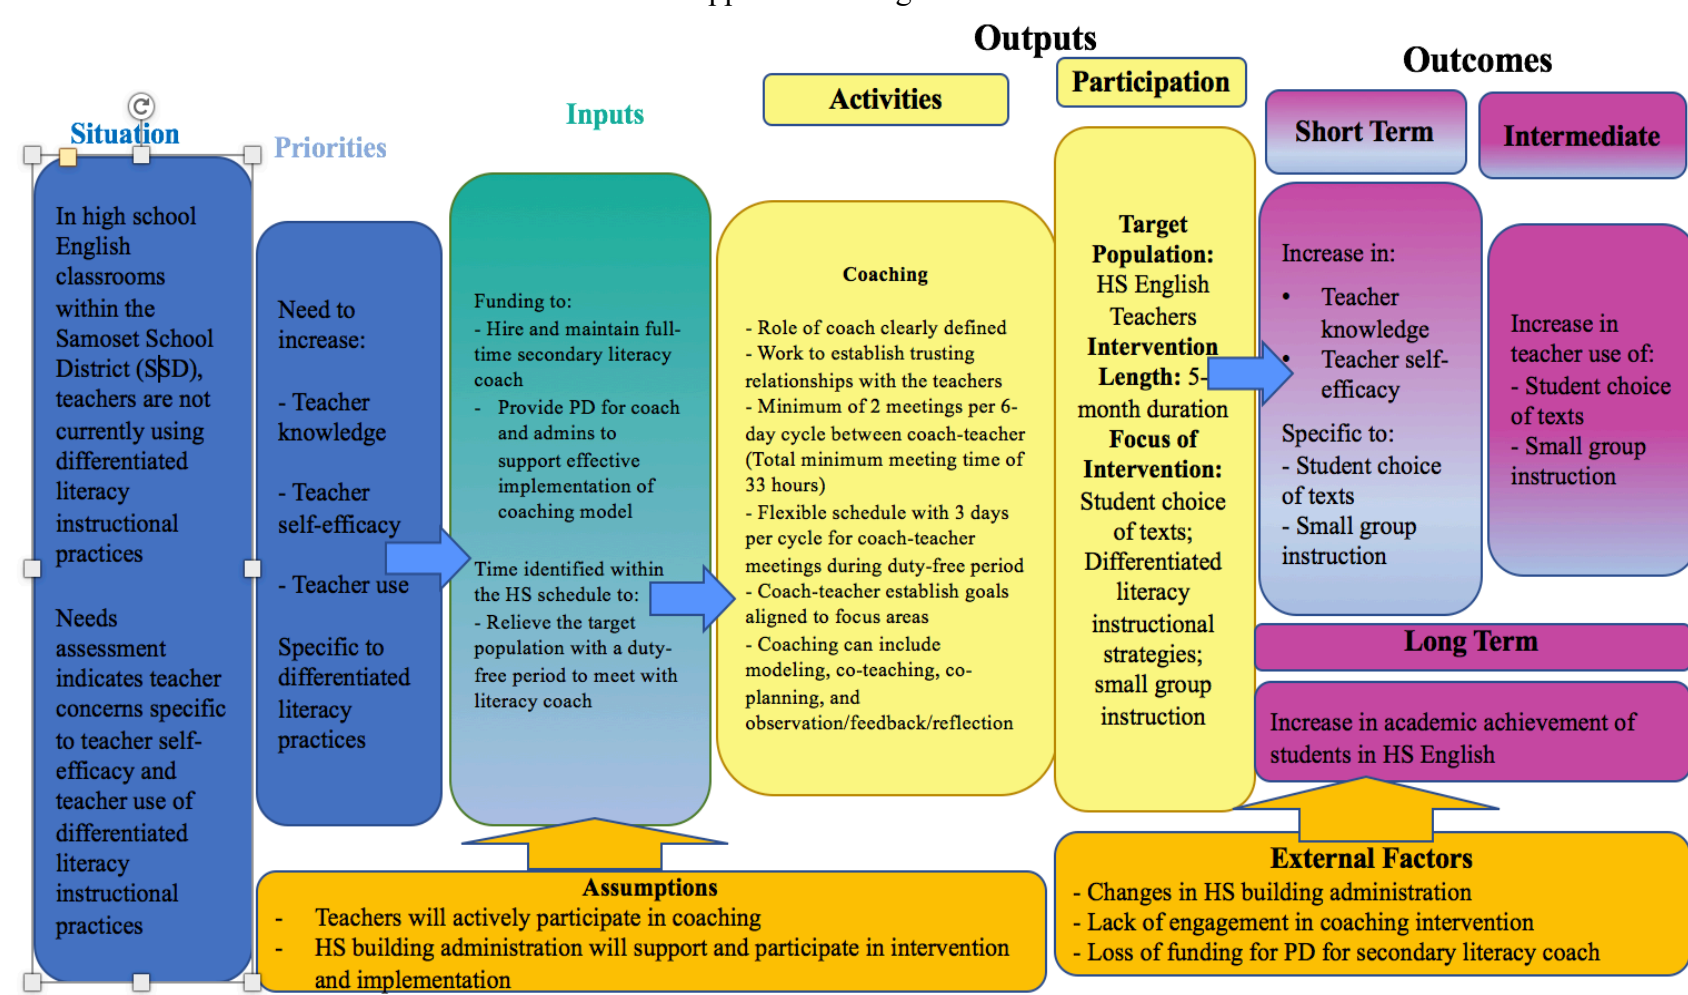 Outputs
Outcomes
Situation
Priorities
Inputs
Activities
Participation
Short Term
Intermediate
In high school
English
classrooms
within the
Samoset School
District (SSD),
teachers are not
currently using
differentiated
literacy
instructional
practices
Needs
assessment
indicates teacher
concerns specific
to teacher self-
efficacy and
teacher use of
differentiated
literacy
instructional
practices
Need to
increase:
- Teacher
knowledge
- Teacher
self-efficacy
- Teacher use
Specific to
differentiated
literacy
practices
Funding to:
- Hire and maintain full-
time secondary literacy
coach
- Provide PD for coach
and admins to
support effective
implementation of
coaching model
Time identified within
the HS schedule to:
- Relieve the target
population with a duty-
free period to meet with
literacy coach
Coaching
- Role of coach clearly defined
- Work to establish trusting
relationships with the teachers
- Minimum of 2 meetings per 6-
day cycle between coach-teacher
(Total minimum meeting time of
33 hours)
- Flexible schedule with 3 days
per cycle for coach-teacher
meetings during duty-free period
- Coach-teacher establish goals
aligned to focus areas
- Coaching can include
modeling, co-teaching, co-
planning, and
observation/feedback/reflection
Target
Population:
HS English
Teachers
Intervention
Length: 5-
month duration
Focus of
Intervention:
Student choice
of texts;
Differentiated
literacy
instructional
strategies;
small group
instruction
Increase in:
• Teacher
knowledge
• Teacher self-
efficacy
Specific to:
- Student choice
of texts
- Small group
instruction
Increase in
teacher use of:
- Student choice
of texts
- Small group
instruction
Long Term
Increase in academic achievement of
students in HS English
Assumptions
- Teachers will actively participate in coaching
- HS building administration will support and participate in intervention
and implementation
External Factors
- Changes in HS building administration
- Lack of engagement in coaching intervention
- Loss of funding for PD for secondary literacy coach